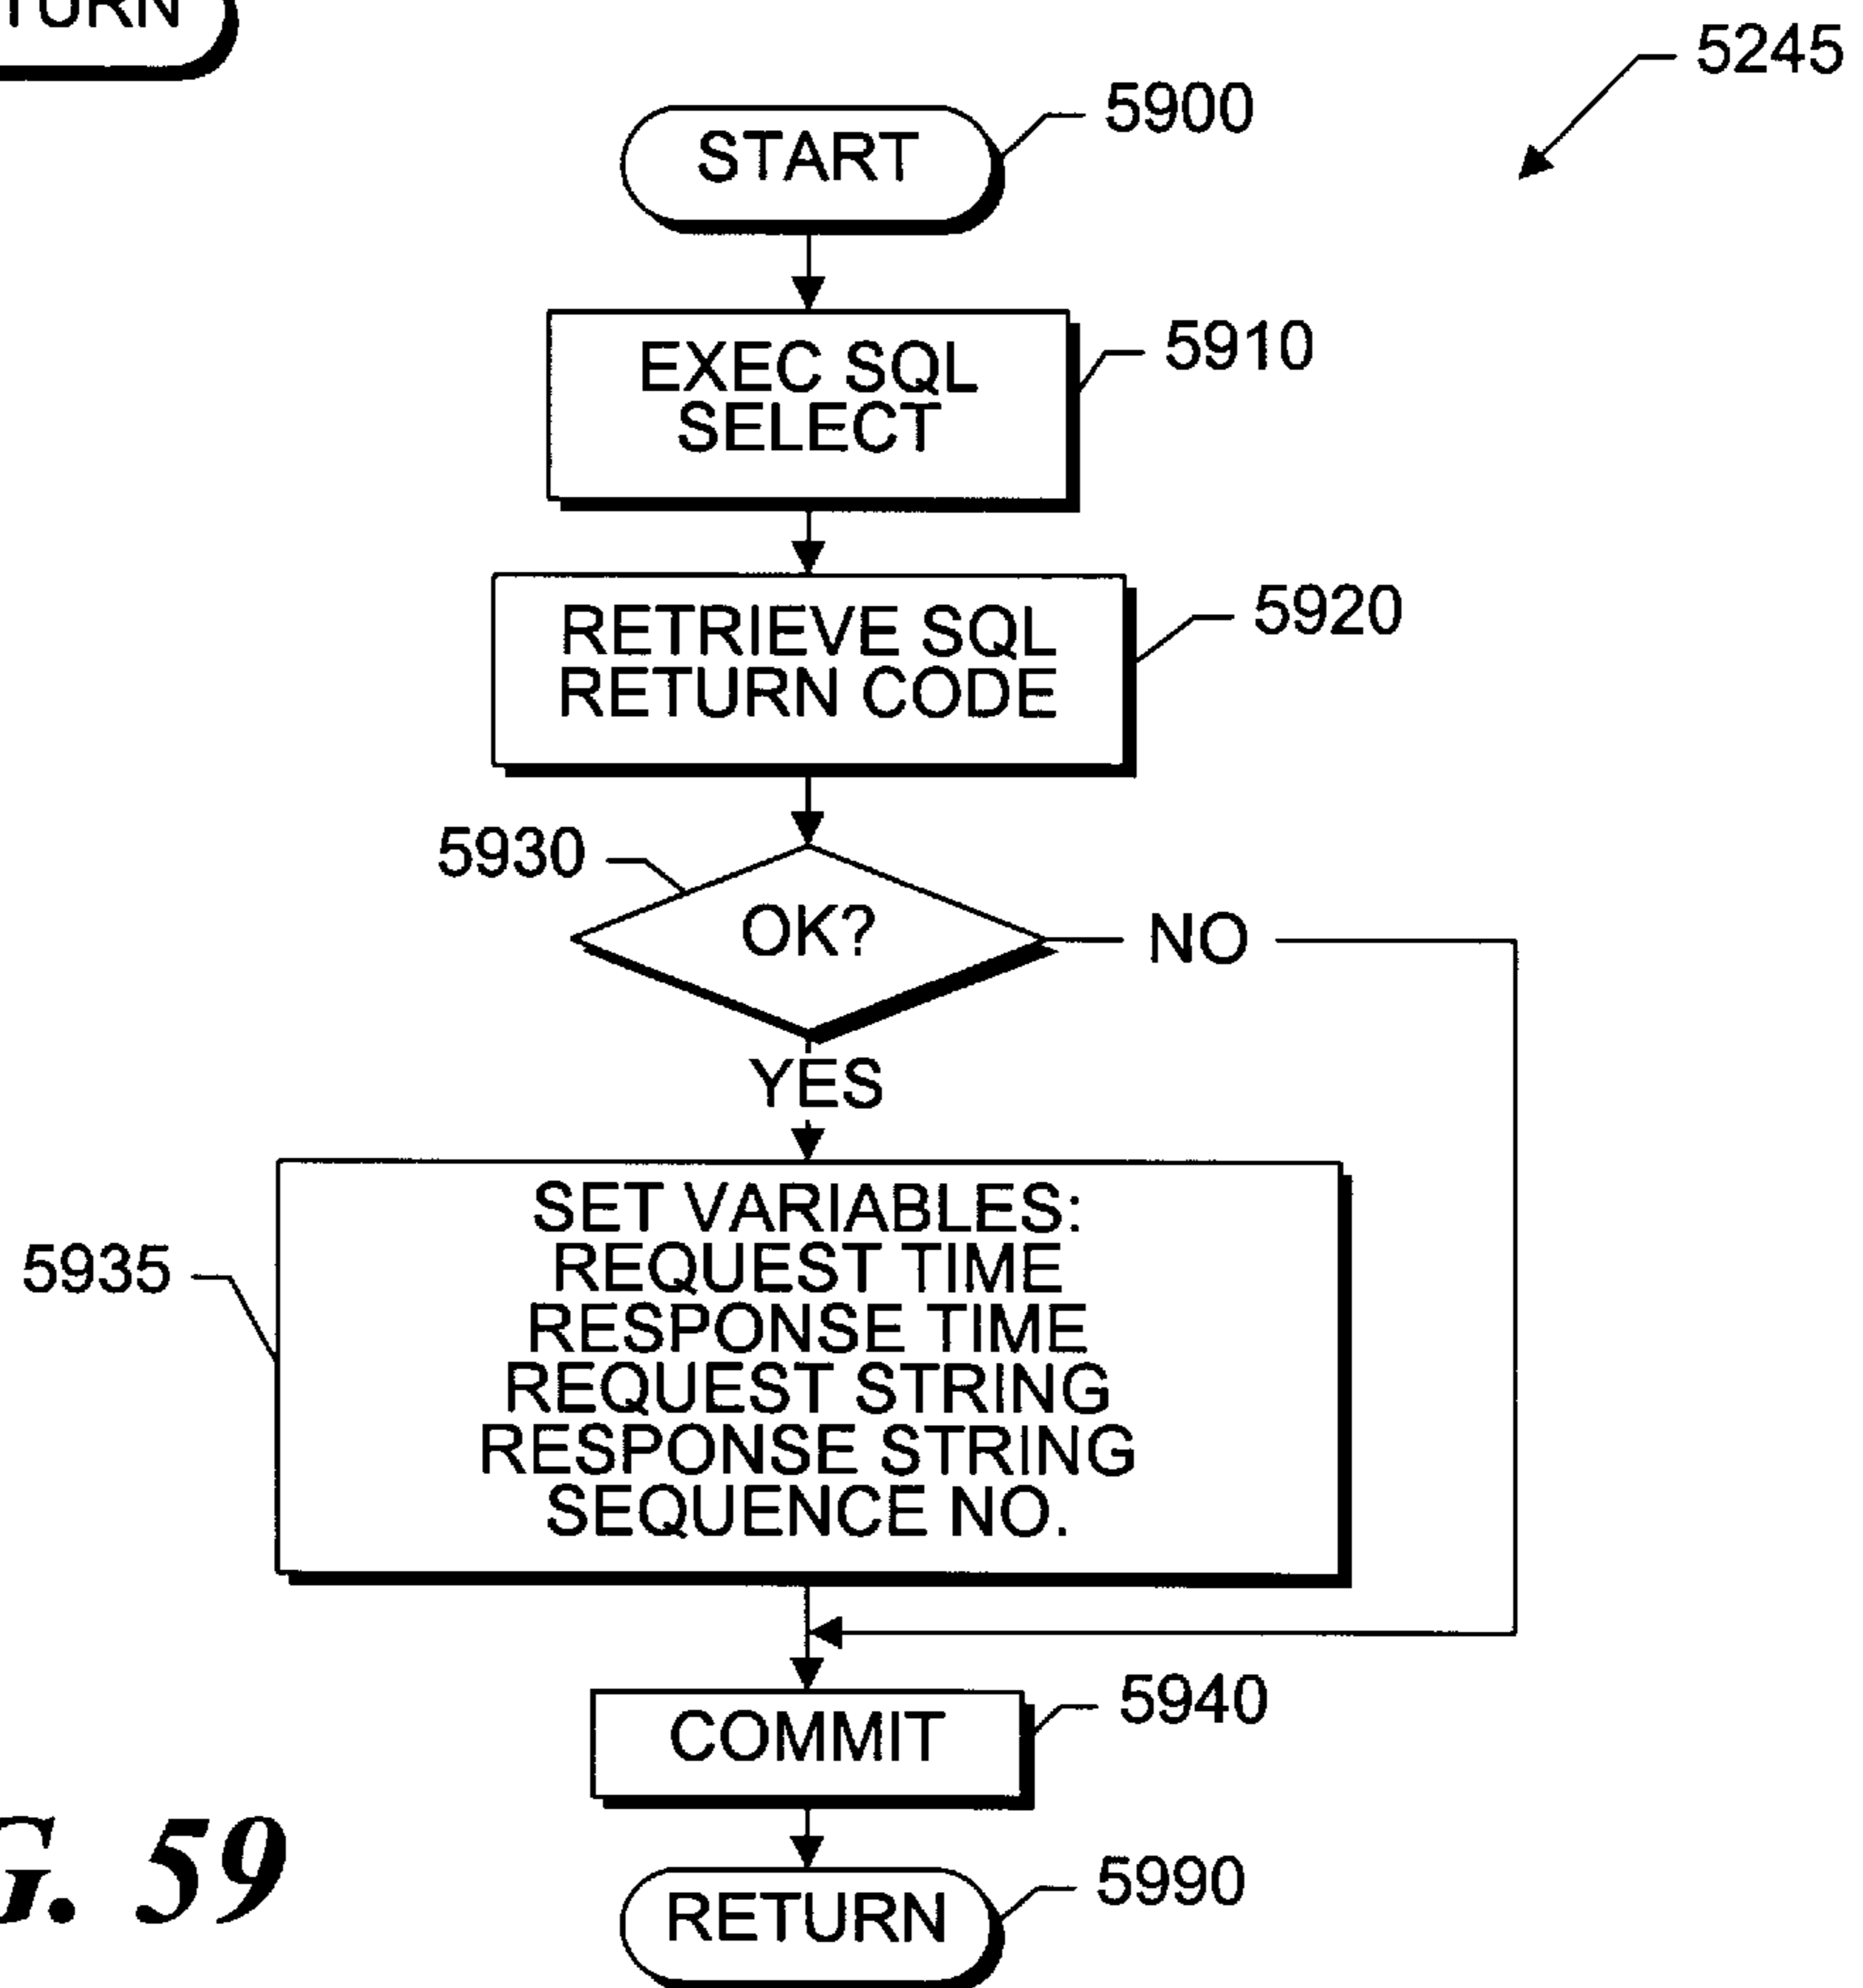 5245
5900
START
5910
EXEC SQL
SELECT
5920
RETRIEVE SQL
RETURN CODE
5930
OK?
NO
YES
5935
SET VARIABLES:
REQUEST TIME
RESPONSE TIME
REQUEST STRING
RESPONSE STRING
SEQUENCE NO.
5940
COMMIT
G. 59
5990
RETURN